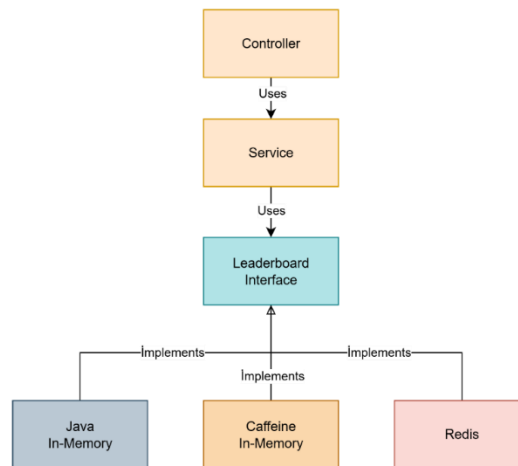 Controller
Uses
Service
Uses
Leaderboard
Interface
İmplements
İmplements
İmplements
Java
In-Memory
Caffeine
In-Memory
Redis